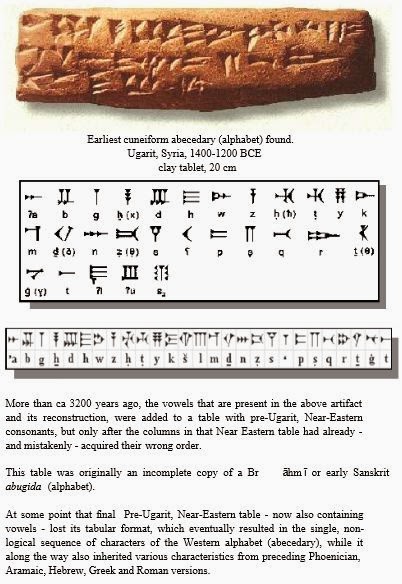 Earliest cuneiform abecedary (alphabet) found.
Ugarit, Syria, 1400-1200 BCE
clay tablet, 20 cm
𐎀 𐎁 𐎂 𐎃 𐎄 𐎅 𐎆 𐎇 𐎈 𐎉 𐎊 𐎋
ʔa b g ḫ (x) d h w z ḥ (ħ) ṭ y k
𐎎 𐎏 𐎐 𐎑 𐎒 𐎓 𐎔 𐎕 𐎖 𐎗 𐎘
m ḏ (ð) n ẓ (θ) s ʕ p ṣ q r ṯ (θ)
𐎙 𐎚 𐎛 𐎜 𐎝
ġ (ɣ) t ʔi ʔu s₂
𐎀 𐎁 𐎂 𐎃 𐎄 𐎅 𐎆 𐎇 𐎈 𐎉 𐎊 𐎋 𐎌 𐎍 𐎎 𐎏 𐎐 𐎑 𐎒 𐎓 𐎔 𐎕 𐎖 𐎗 𐎘 𐎙 𐎚
ʾa b g ḫ d h w z ḥ ṭ y k š l m ḏ n ẓ s ʿ p ṣ q r ṯ ġ t
More than ca 3200 years ago, the vowels that are present in the above artifact
and its reconstruction, were added to a table with pre-Ugarit, Near-Eastern
consonants, but only after the columns in that Near Eastern table had already -
and mistakenly - acquired their wrong order.
This table was originally an incomplete copy of a Br āhm ī or early Sanskrit
abugida (alphabet).
At some point that final Pre-Ugarit, Near-Eastern table - now also containing
vowels - lost its tabular format, which eventually resulted in the single, non-
logical sequence of characters of the Western alphabet (abecedary), while it
along the way also inherited various characteristics from preceding Phoenician,
Aramaic, Hebrew, Greek and Roman versions.